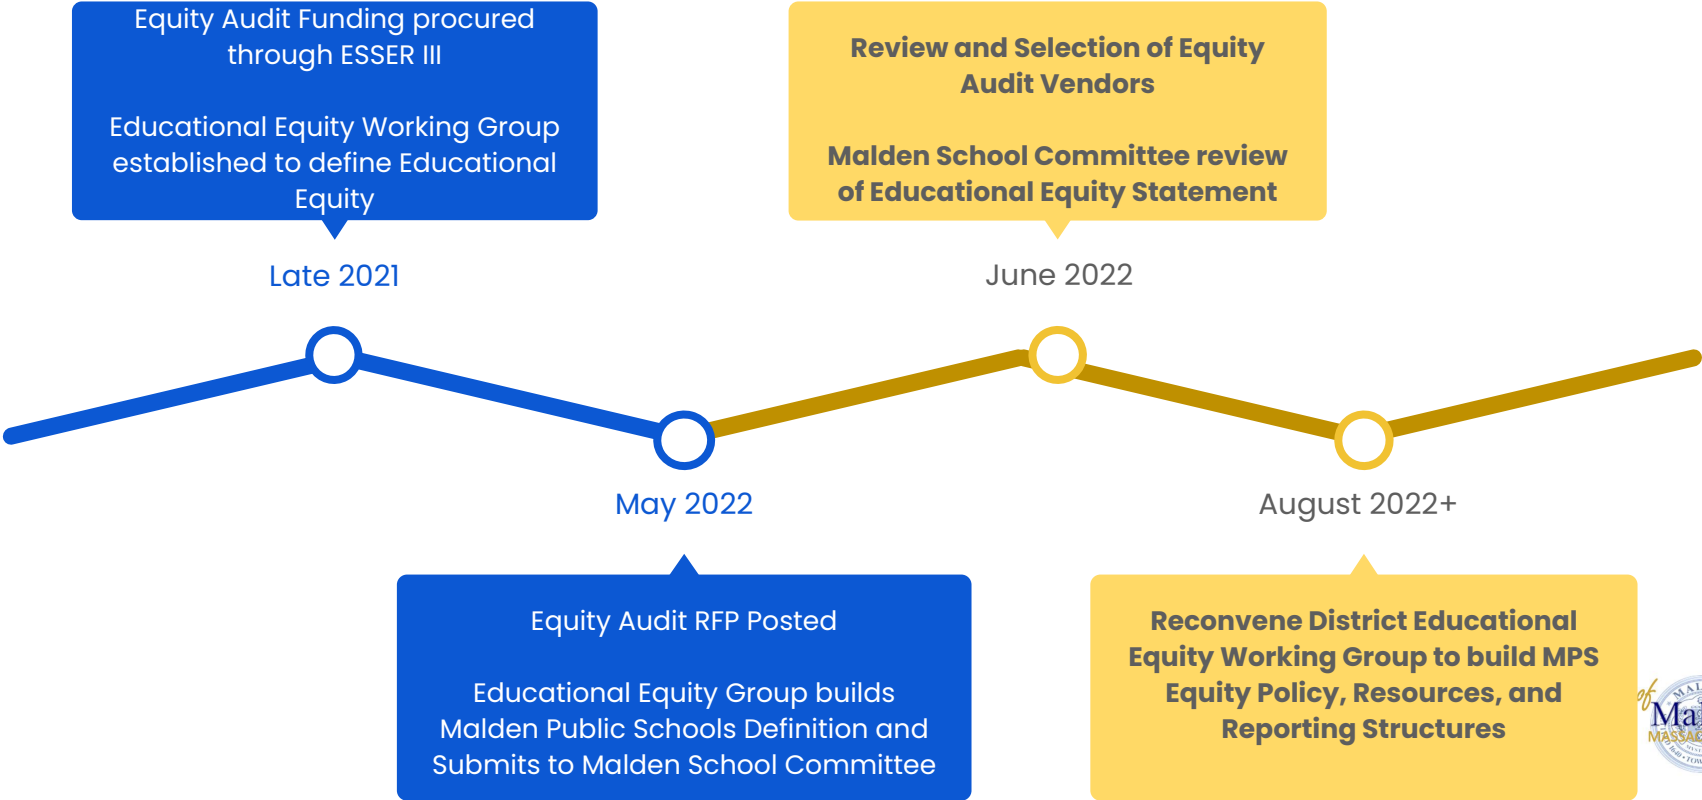 Equity Audit Funding procured
through ESSER III
Educational Equity Working Group
established to define Educational
Equity
Late 2021
Review and Selection of Equity
Audit Vendors
Malden School Committee review
of Educational Equity Statement
June 2022
May 2022
Equity Audit RFP Posted
Educational Equity Group builds
Malden Public Schools Definition and
Submits to Malden School Committee
August 2022+
Reconvene District Educational
Equity Working Group to build MPS
Equity Policy, Resources, and
Reporting Structures
of